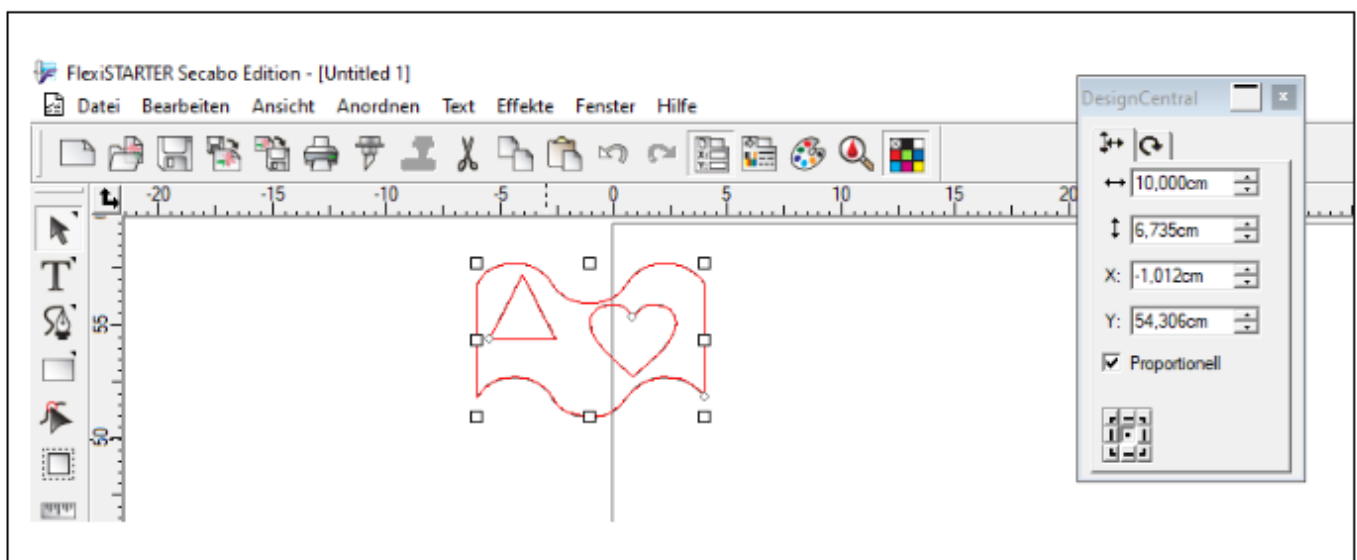 FlexiSTARTER Secabo Edition - [Untitled 1]
Datei Bearbeiten Ansicht Anordnen Text Effekte Fenster Hilfe
DesignCentral
-20 -15 -10 -5 0 5 10 15 20
10,000cm
6,735cm
X: -1,012cm
Y: 54,306cm
Proportionell
55
50